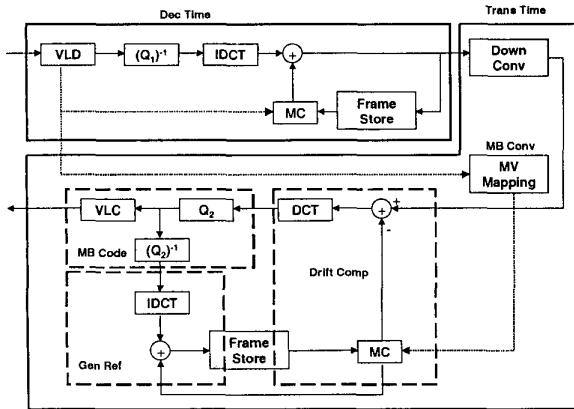 Dec Time
Trans Time
VLD
(Q1)-1
IDCT
+
Down
Conv
MC
Frame
Store
MB Conv
MV
Mapping
VLC
Q2
DCT
+
+
-
MB Code
(Q2)-1
Drift Comp
IDCT
+
Frame
Store
MC
Gen Ref